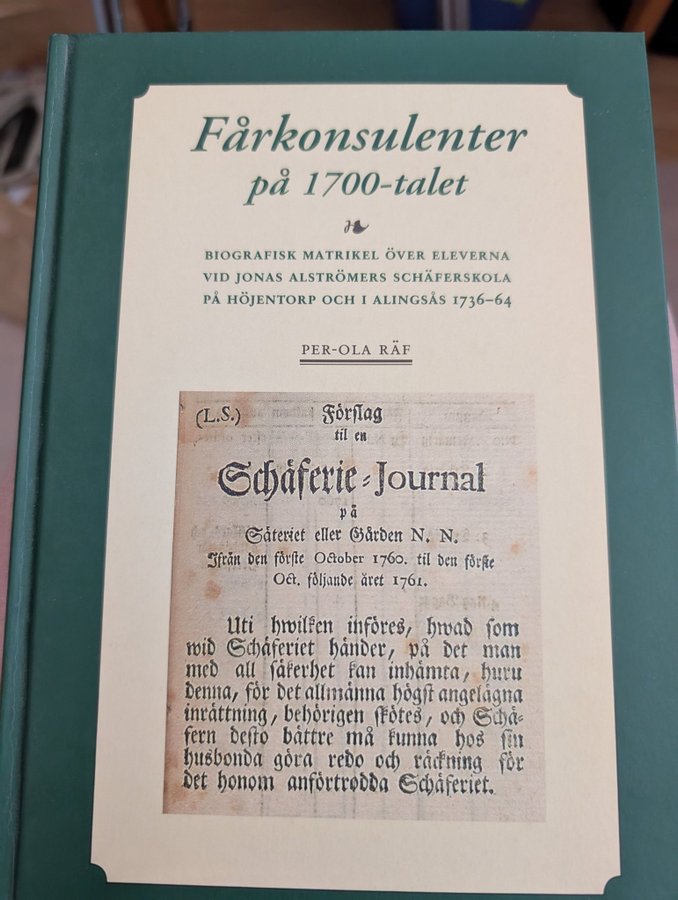 Fårkonsulenter
på 1700-talet
BIOGRAFISK MATRIKEL ÖVER ELEVERNA
VID JONAS ALSTRÖMERS SCHÄFERSKOLA
PÅ HÖJENTORP OCH I ALINGSÅS 1736–64
PER-OLA RÄF
(L.S.) Förſlag
til en
Schäferie-Journal
på
Säteriet eller Gården N. N.
Ifrån den förſte October 1760. til den förſte
Oct. följande året 1761.
Uti hwilken införes, hwad ſom
wid Schäferiet händer, på det man
med all ſäkerhet kan inhämta, huru
denna, för det allmänna högſt angelägna
inrättning, behörigen ſkötes, och Schä-
fern deſto bättre må kunna hos ſin
husbonda göra redo och räckning för
det honom anförtrodda Schäferiet.